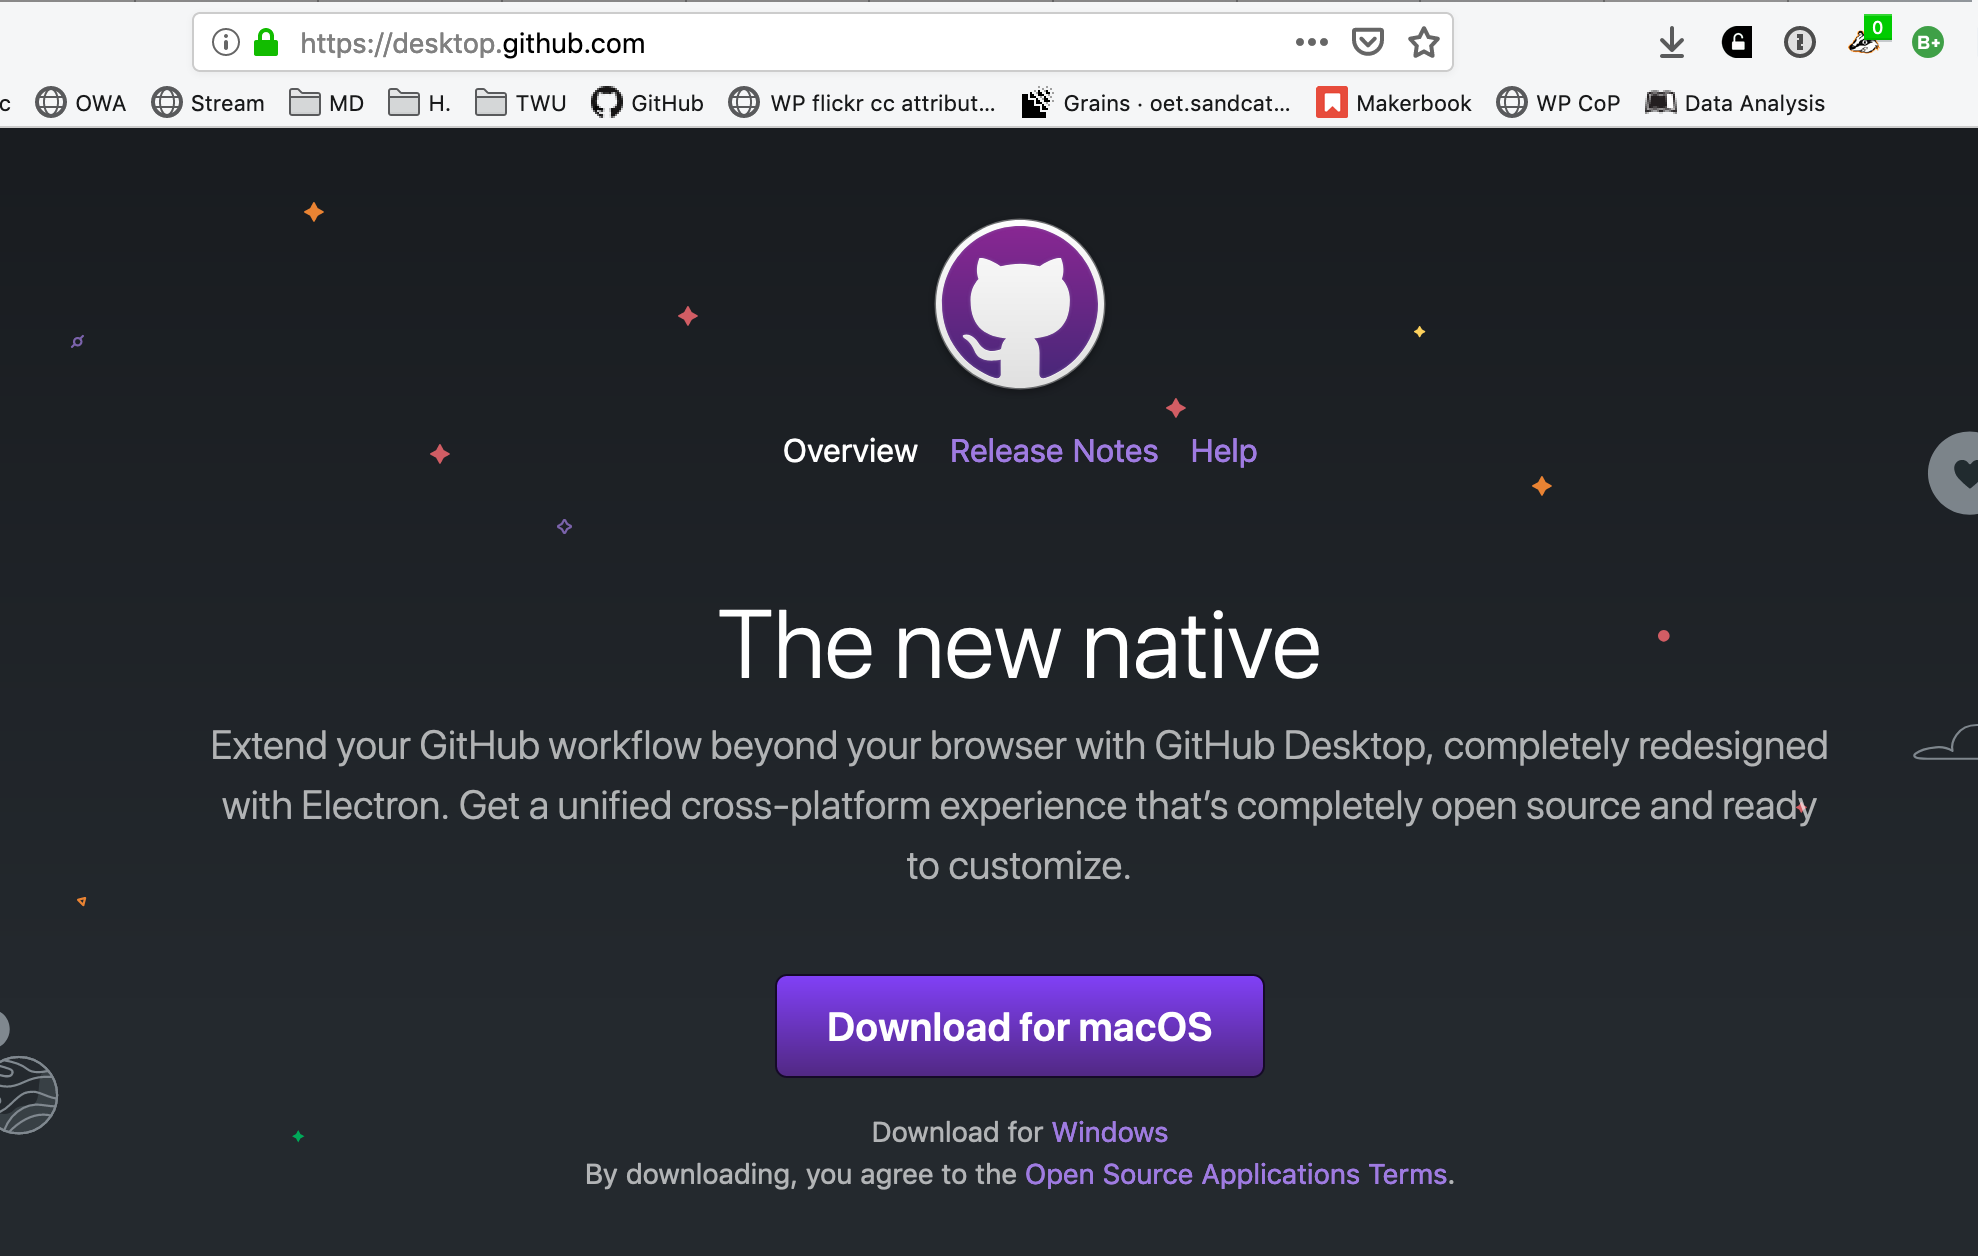 https://desktop.github.com
0
B+
c OWA Stream MD H. TWU GitHub WP flickr cc attribut... Grains · oet.sandcat... Makerbook WP CoP Data Analysis
Overview Release Notes Help
The new native
Extend your GitHub workflow beyond your browser with GitHub Desktop, completely redesigned
with Electron. Get a unified cross-platform experience that’s completely open source and ready
to customize.
Download for macOS
Download for Windows
By downloading, you agree to the Open Source Applications Terms.